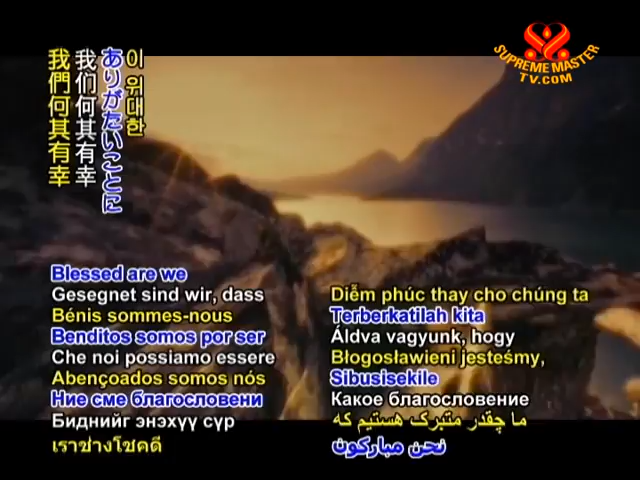 SUPREME MASTER
TV.COM
我們何其有幸
我们何其有幸
ありがたいことに
이 위대한
Blessed are we
Gesegnet sind wir, dass
Bénis sommes-nous
Benditos somos por ser
Che noi possiamo essere
Abençoados somos nós
Ние сме благословени
Биднийг энэхүү сүр
เราช่างโชคดี
Diễm phúc thay cho chúng ta
Terberkatilah kita
Áldva vagyunk, hogy
Błogosławieni jesteśmy,
Sibusisekile
Какое благословение
ما چقدر متبرک هستیم که
نحن مباركون